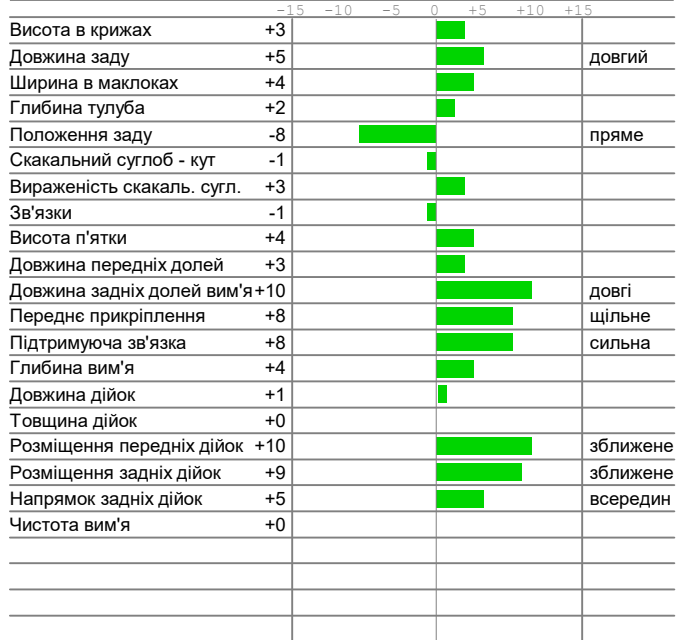 -15 -10 -5 0 +5 +10 +15
Висота в крижах +3
Довжина заду +5 довгий
Ширина в маклоках +4
Глибина тулуба +2
Положення заду -8 пряме
Скакальний суглоб - кут -1
Вираженість скакаль. сугл. +3
Зв'язки -1
Висота п'ятки +4
Довжина передніх долей +3
Довжина задніх долей вим'я +10 довгі
Переднє прикріплення +8 щільне
Підтримуюча зв'язка +8 сильна
Глибина вим'я +4
Довжина дійок +1
Товщина дійок +0
Розміщення передніх дійок +10 зближене
Розміщення задніх дійок +9 зближене
Напрямок задніх дійок +5 всередин
Чистота вим'я +0